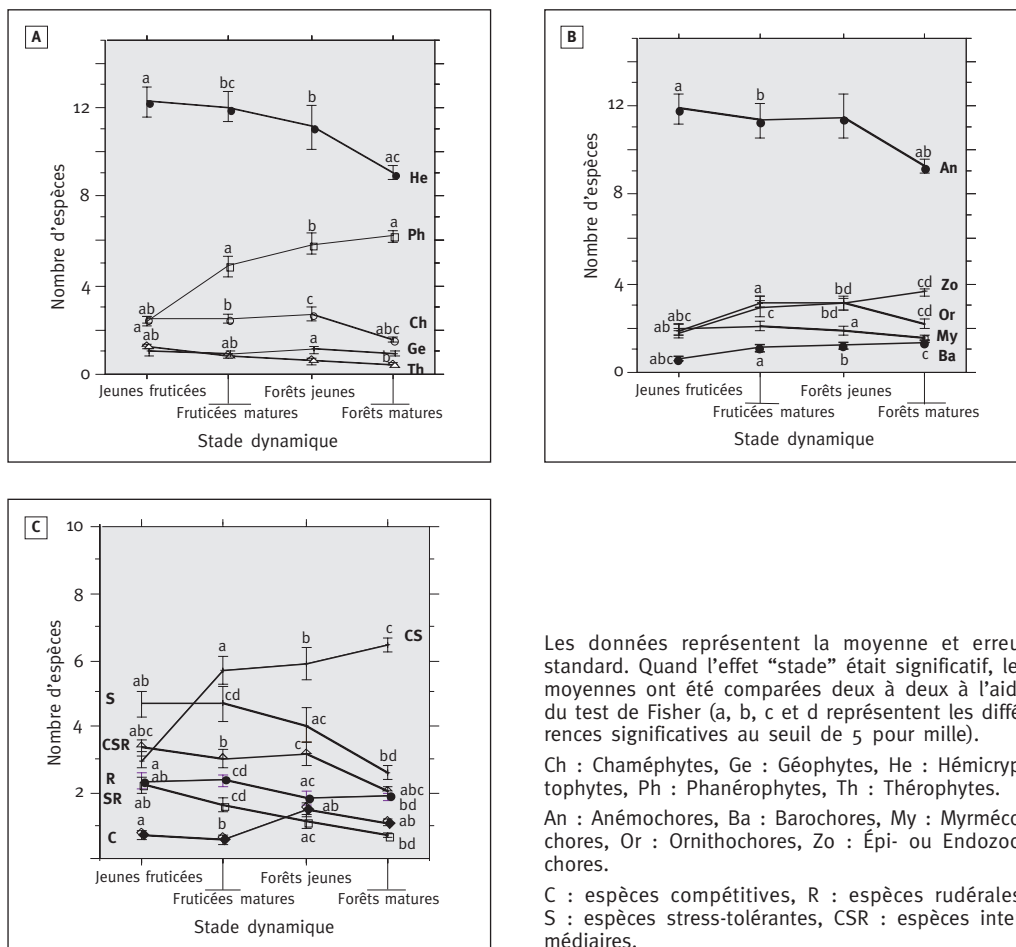 A
Nombre d'espèces
12
8
4
0
a
bc
b
ac
He
a
b
a
Ph
ab
b
c
abc
Ch
a
ab
ab
a
b
Ge
Th
Jeunes fruticées
Forêts jeunes
Fruticées matures
Forêts matures
Stade dynamique
B
Nombre d'espèces
12
8
4
0
a
b
ab
An
abc
a
bd
cd
Zo
ab
c
bd
a
cd
Or
My
abc
a
b
c
Ba
Jeunes fruticées
Forêts jeunes
Fruticées matures
Forêts matures
Stade dynamique
C
Nombre d'espèces
10
8
6
4
2
a
b
c
CS
S
ab
cd
ac
bd
CSR
abc
b
c
abc
R
a
ab
cd
ac
bd
SR
ab
cd
ac
bd
C
a
b
ab
ab
Jeunes fruticées
Forêts jeunes
Fruticées matures
Forêts matures
Stade dynamique
Les données représentent la moyenne et erreu
standard. Quand l'effet “stade” était significatif, le
moyennes ont été comparées deux à deux à l'aid
du test de Fisher (a, b, c et d représentent les diffé
rences significatives au seuil de 5 pour mille).
Ch : Chaméphytes, Ge : Géophytes, He : Hémicryp
tophytes, Ph : Phanérophytes, Th : Thérophytes.
An : Anémochores, Ba : Barochores, My : Myrméco
chores, Or : Ornithochores, Zo : Épi- ou Endozoo
chores.
C : espèces compétitives, R : espèces rudérales
S : espèces stress-tolérantes, CSR : espèces inter
médiaires.